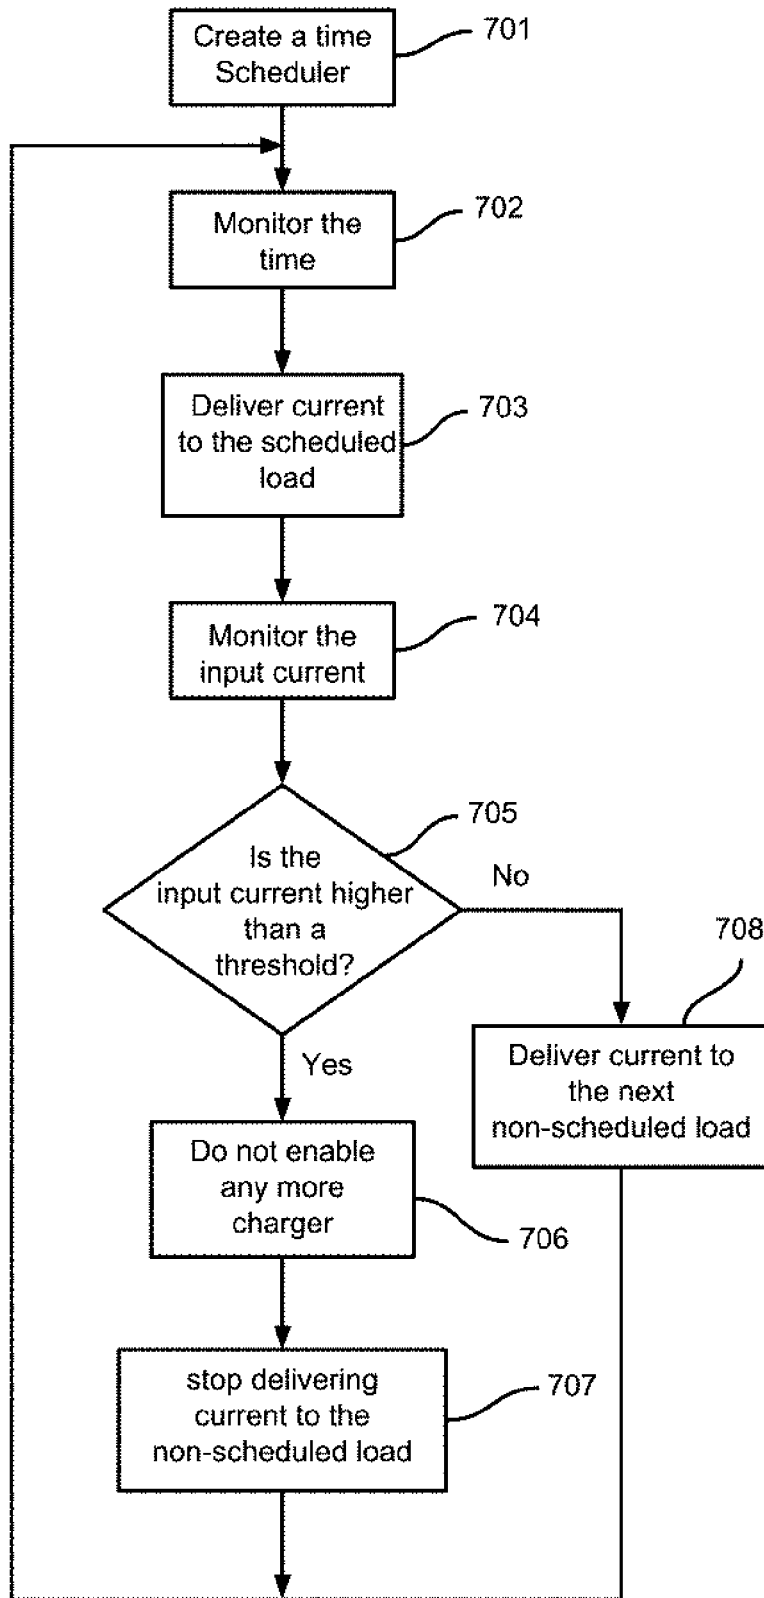 Create a time
Scheduler
701
Monitor the
time
702
Deliver current
to the scheduled
load
703
Monitor the
input current
704
Is the
input current higher
than a
threshold?
705
No
Yes
708
Deliver current to
the next
non-scheduled load
Do not enable
any more
charger
706
stop delivering
current to the
non-scheduled load
707